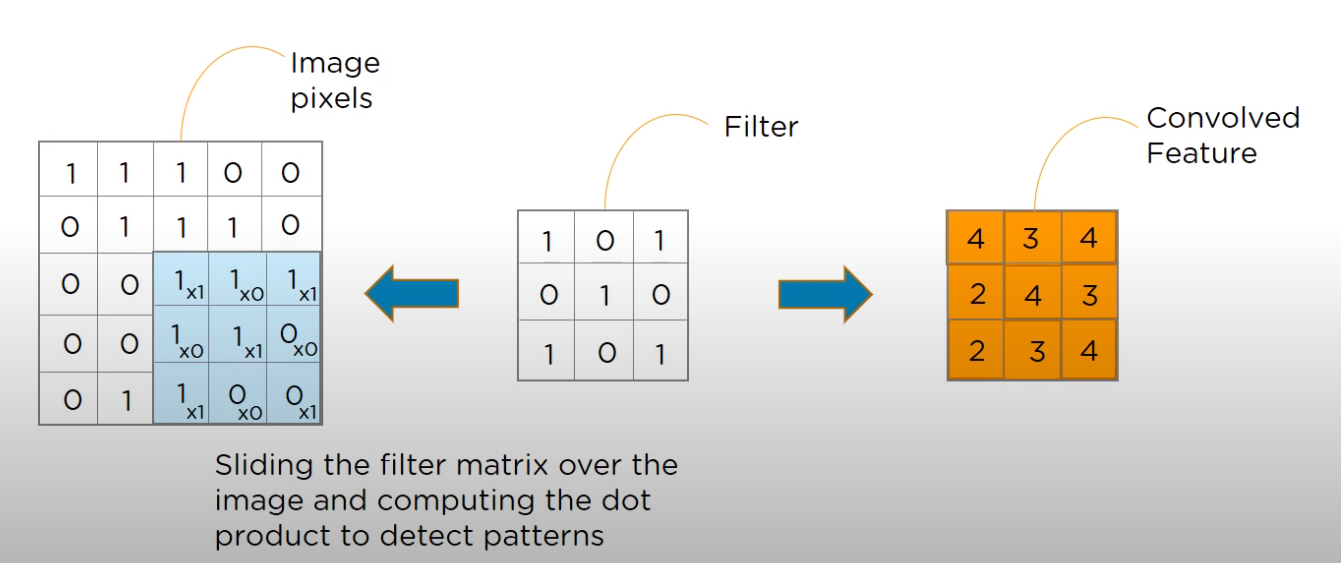 Image
pixels
Filter
Convolved
Feature
1 1 1 0 0
0 1 1 1 0
0 0 1x1 1x0 1x1
0 0 1x0 1x1 0x0
0 1 1x1 0x0 0x1
1 0 1
0 1 0
1 0 1
4 3 4
2 4 3
2 3 4
Sliding the filter matrix over the
image and computing the dot
product to detect patterns